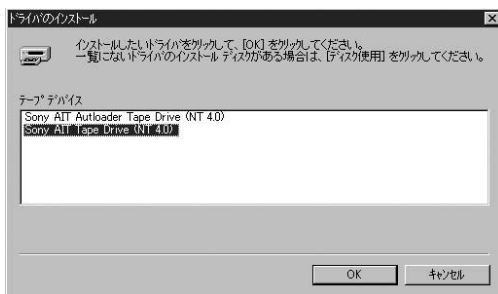 ドライバのインストール
インストールしたいドライバをクリックして、[OK] をクリックしてください。
一覧にないドライバのインストール ディスクがある場合は、[ディスク使用] をクリックしてください。
テープ デバイス
Sony AIT Autloader Tape Drive (NT 4.0)
Sony AIT Tape Drive (NT 4.0)
OK
キャンセル